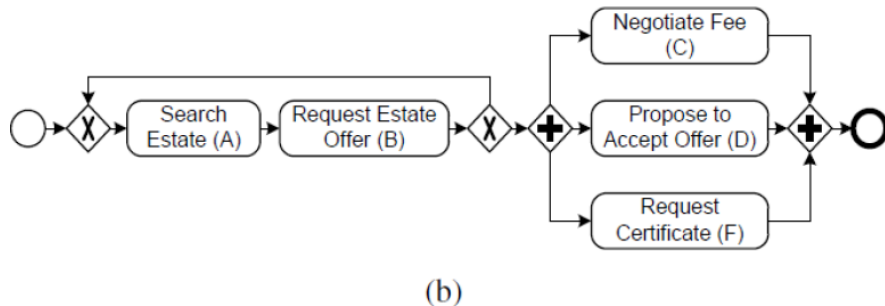 Negotiate Fee
(C)
Search
Estate (A)
Request Estate
Offer (B)
Propose to
Accept Offer (D)
Request
Certificate (F)
X
X
(b)